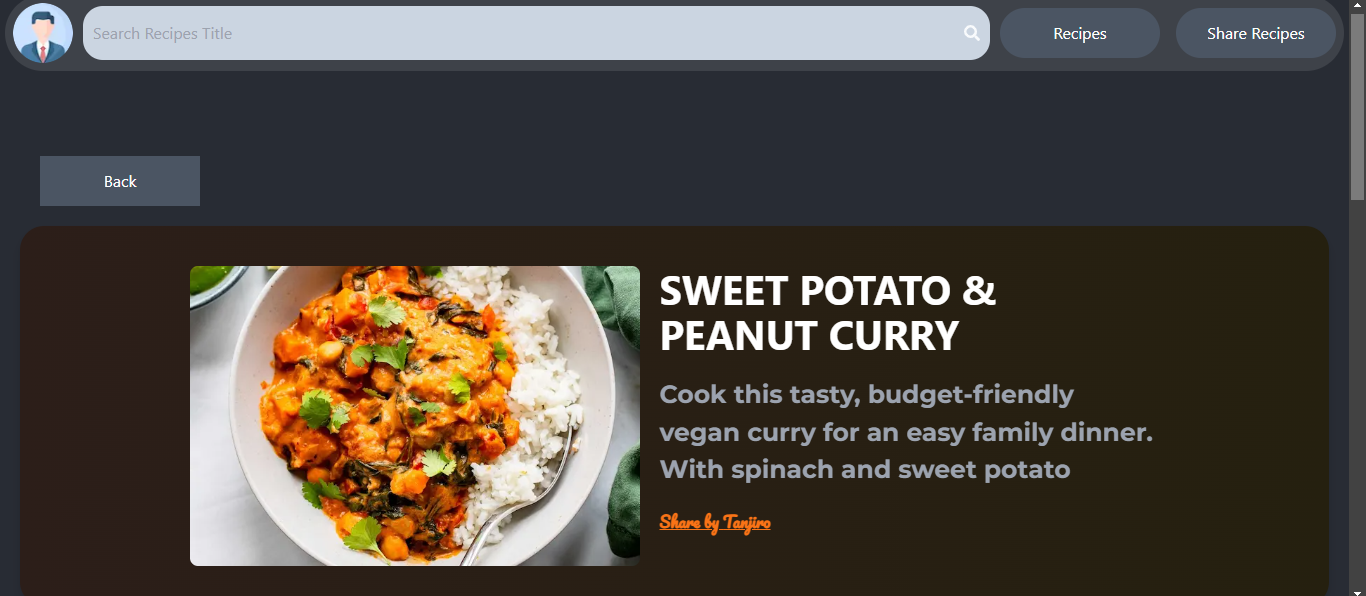 Search Recipes Title
Recipes
Share Recipes
Back
SWEET POTATO &
PEANUT CURRY
Cook this tasty, budget-friendly
vegan curry for an easy family dinner.
With spinach and sweet potato
Share by Tanjiro